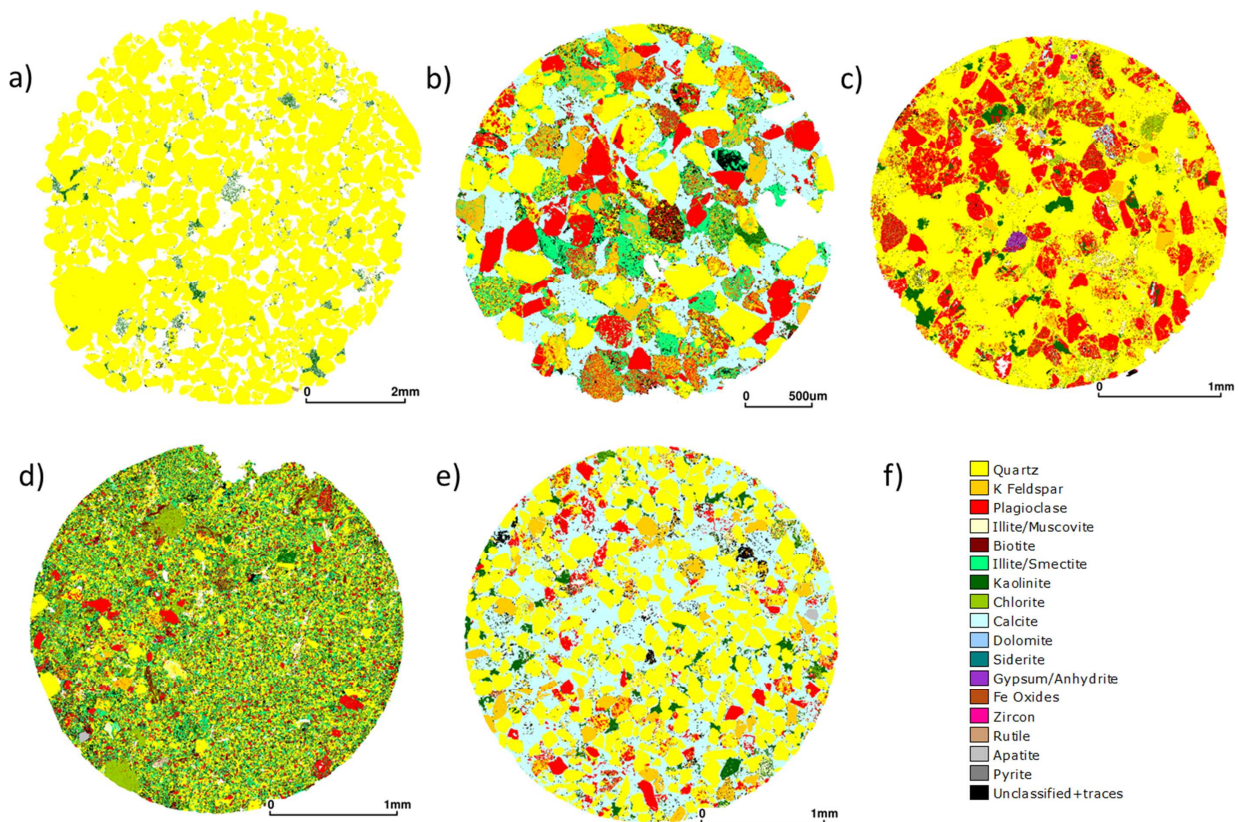 a)
b)
c)
0 2mm
0 500um
0 1mm
d)
e)
f)
Quartz
K Feldspar
Plagioclase
Illite/Muscovite
Biotite
Illite/Smectite
Kaolinite
Chlorite
Calcite
Dolomite
Siderite
Gypsum/Anhydrite
Fe Oxides
Zircon
Rutile
Apatite
Pyrite
Unclassified+traces
0 1mm
0 1mm